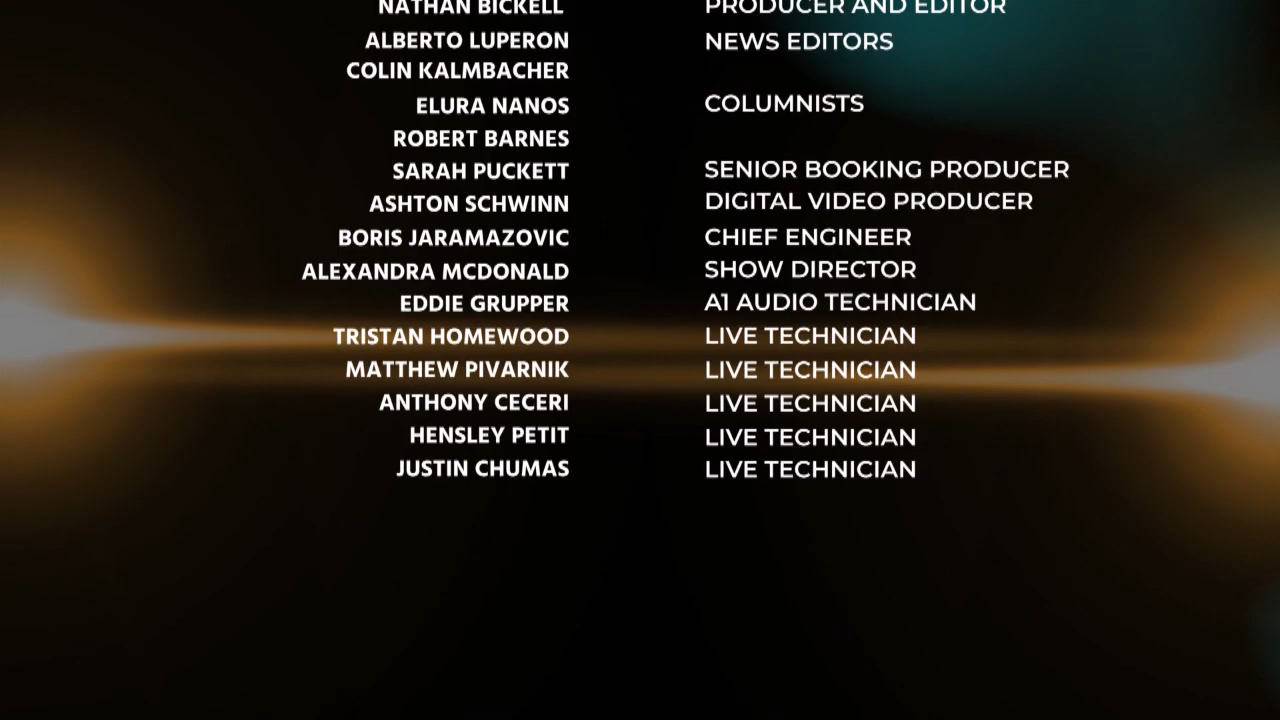 NATHAN BICKELL PRODUCER AND EDITOR
ALBERTO LUPERON NEWS EDITORS
COLIN KALMBACHER
ELURA NANOS COLUMNISTS
ROBERT BARNES
SARAH PUCKETT SENIOR BOOKING PRODUCER
ASHTON SCHWINN DIGITAL VIDEO PRODUCER
BORIS JARAMAZOVIC CHIEF ENGINEER
ALEXANDRA MCDONALD SHOW DIRECTOR
EDDIE GRUPPER A1 AUDIO TECHNICIAN
TRISTAN HOMEWOOD LIVE TECHNICIAN
MATTHEW PIVARNIK LIVE TECHNICIAN
ANTHONY CECERI LIVE TECHNICIAN
HENSLEY PETIT LIVE TECHNICIAN
JUSTIN CHUMAS LIVE TECHNICIAN